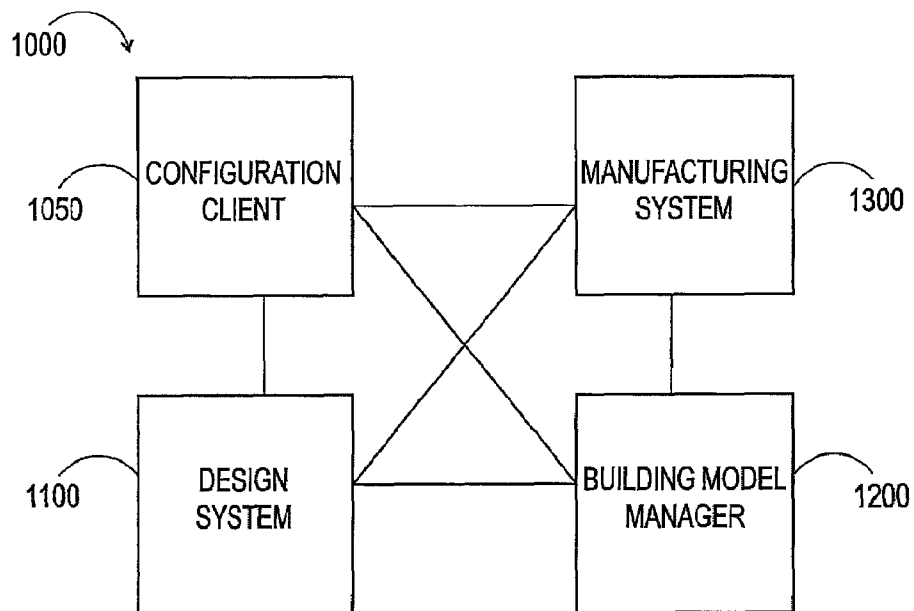 1000
CONFIGURATION
CLIENT
1050
MANUFACTURING
SYSTEM
1300
DESIGN
SYSTEM
1100
BUILDING MODEL
MANAGER
1200